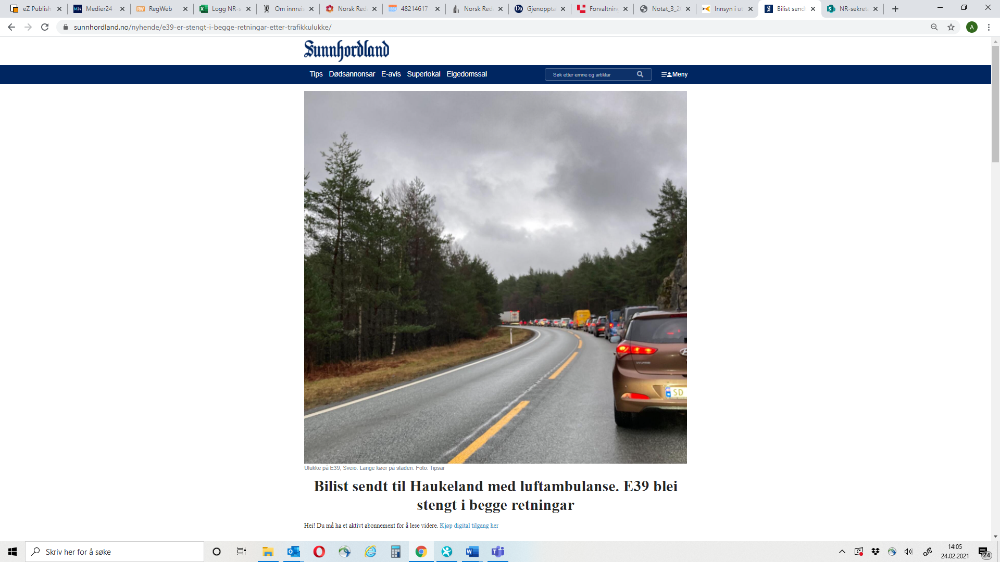 eZ Publish
Medier24
RegWeb
Logg NR-s
Om innreis
Norsk Red
48214617
Norsk Red
Gjenoppta
Forvaltning
Notat_3_2
Innsyn i ut
Bilist send
NR-sekret
sunnhordland.no/nyhende/e39-er-stengt-i-begge-retningar-etter-trafikkulukke/
A
Sunnhordland
Tips Dødsannonsar E-avis Superlokal Eigedomssal
Søk etter emne og artiklar
Meny
HYUNDAI
SD
Ulukke på E39, Sveio. Lange køer på staden. Foto: Tipsar
Bilist sendt til Haukeland med luftambulanse. E39 blei
stengt i begge retningar
Hei! Du må ha et aktivt abonnement for å lese videre. Kjøp digital tilgang her
Skriv her for å søke
14:05
24.02.2021
24